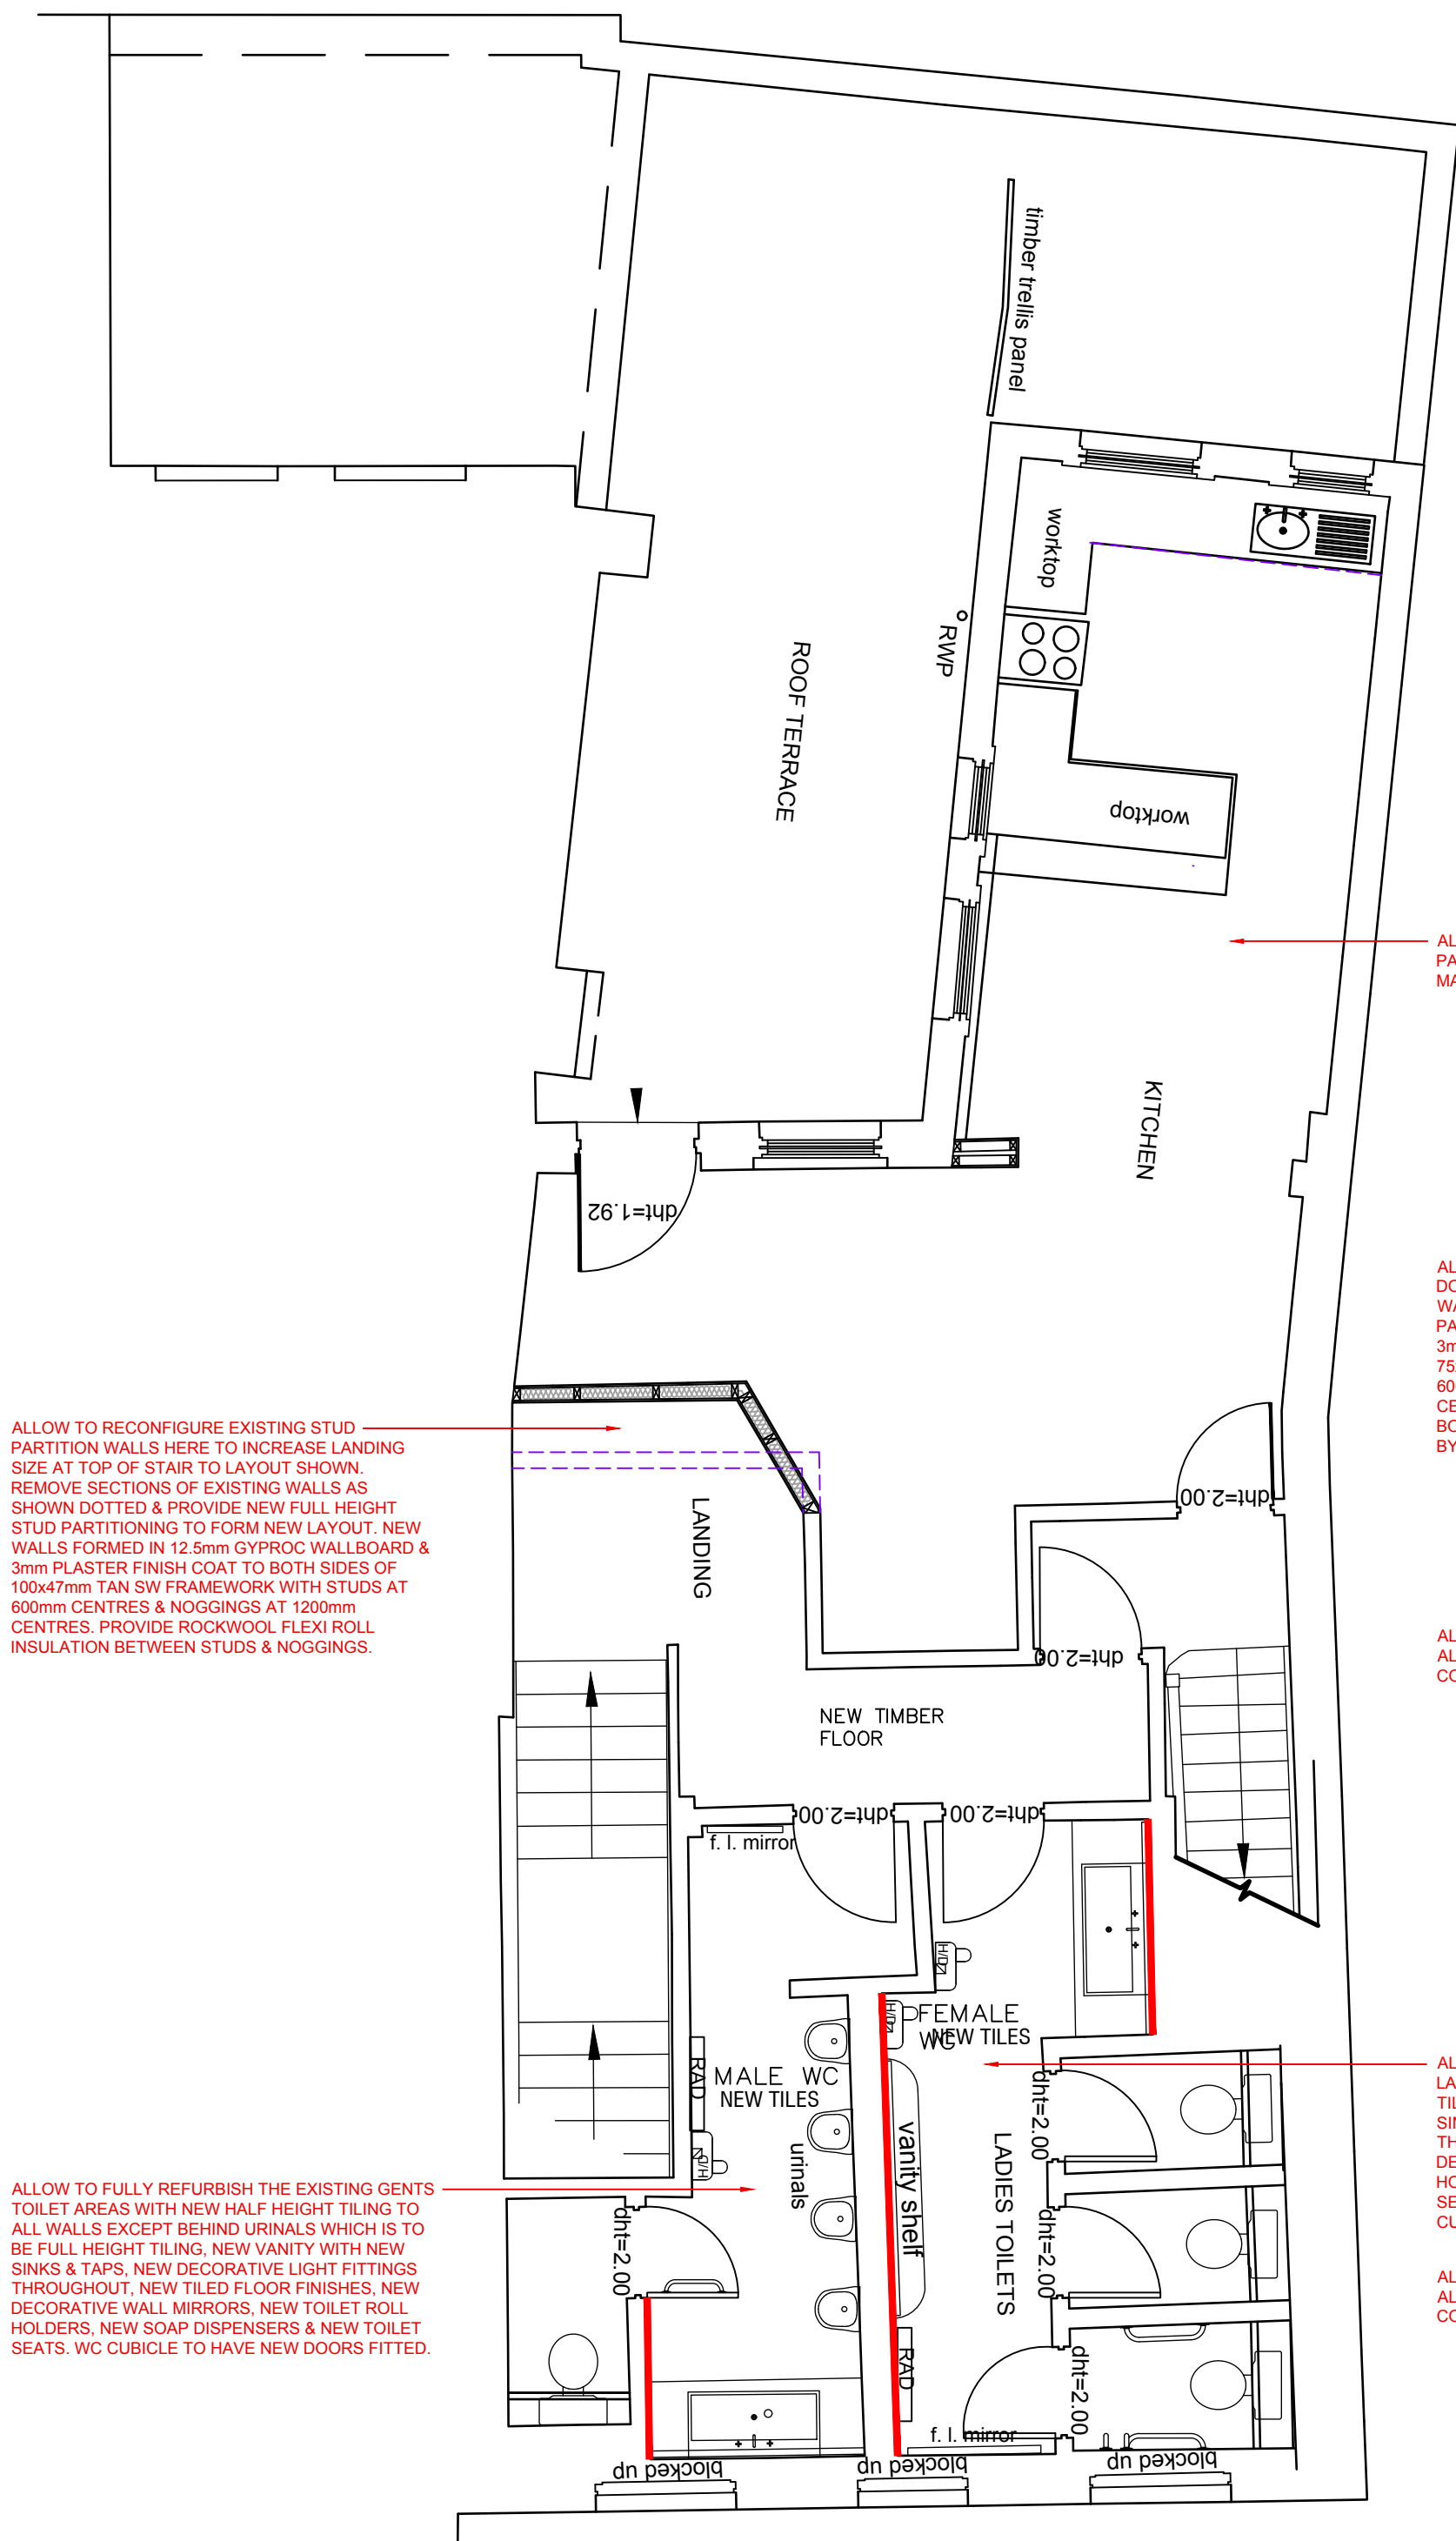 timber trellis panel
worktop
RWP
ROOF TERRACE
worktop
KITCHEN
dht=1.92
dht=2.00
LANDING
dht=2.00
NEW TIMBER
FLOOR
dht=2.00
dht=2.00
f. l. mirror
H/D
H/D
FEMALE
WC
NEW TILES
RAD
MALE WC
NEW TILES
H/D
urinals
vanity shelf
LADIES TOILETS
dht=2.00
dht=2.00
dht=2.00
dht=2.00
RAD
f. l. mirror
blocked up
blocked up
blocked up
ALLOW TO RECONFIGURE EXISTING STUD
PARTITION WALLS HERE TO INCREASE LANDING
SIZE AT TOP OF STAIR TO LAYOUT SHOWN.
REMOVE SECTIONS OF EXISTING WALLS AS
SHOWN DOTTED & PROVIDE NEW FULL HEIGHT
STUD PARTITIONING TO FORM NEW LAYOUT. NEW
WALLS FORMED IN 12.5mm GYPROC WALLBOARD &
3mm PLASTER FINISH COAT TO BOTH SIDES OF
100x47mm TAN SW FRAMEWORK WITH STUDS AT
600mm CENTRES & NOGGINGS AT 1200mm
CENTRES. PROVIDE ROCKWOOL FLEXI ROLL
INSULATION BETWEEN STUDS & NOGGINGS.
ALLOW TO FULLY REFURBISH THE EXISTING GENTS
TOILET AREAS WITH NEW HALF HEIGHT TILING TO
ALL WALLS EXCEPT BEHIND URINALS WHICH IS TO
BE FULL HEIGHT TILING, NEW VANITY WITH NEW
SINKS & TAPS, NEW DECORATIVE LIGHT FITTINGS
THROUGHOUT, NEW TILED FLOOR FINISHES, NEW
DECORATIVE WALL MIRRORS, NEW TOILET ROLL
HOLDERS, NEW SOAP DISPENSERS & NEW TOILET
SEATS. WC CUBICLE TO HAVE NEW DOORS FITTED.